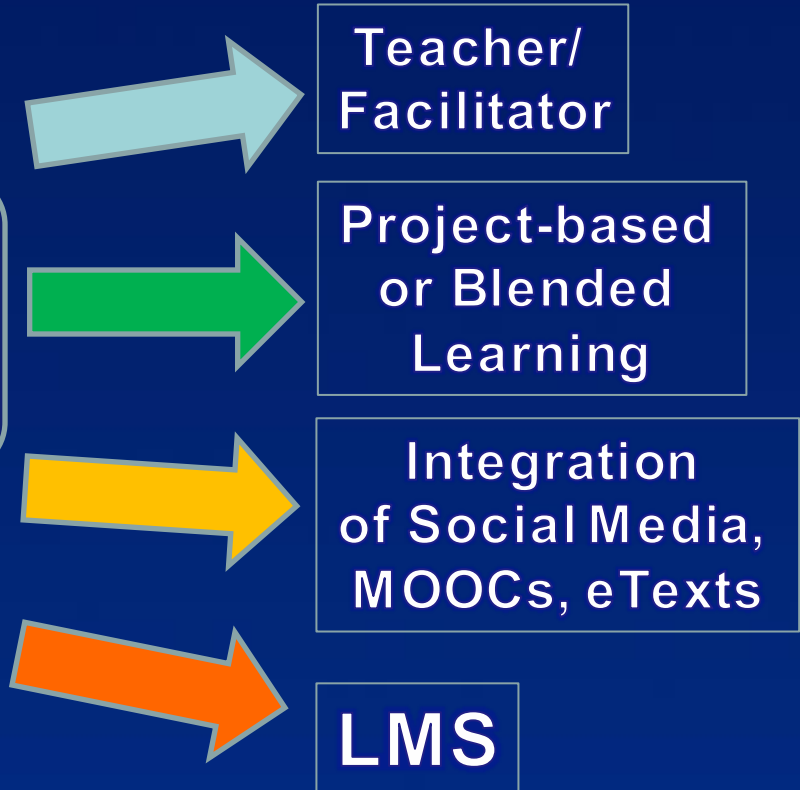 Teacher/
Facilitator
Project-based
or Blended
Learning
Integration
of Social Media,
MOOCs, eTexts
LMS